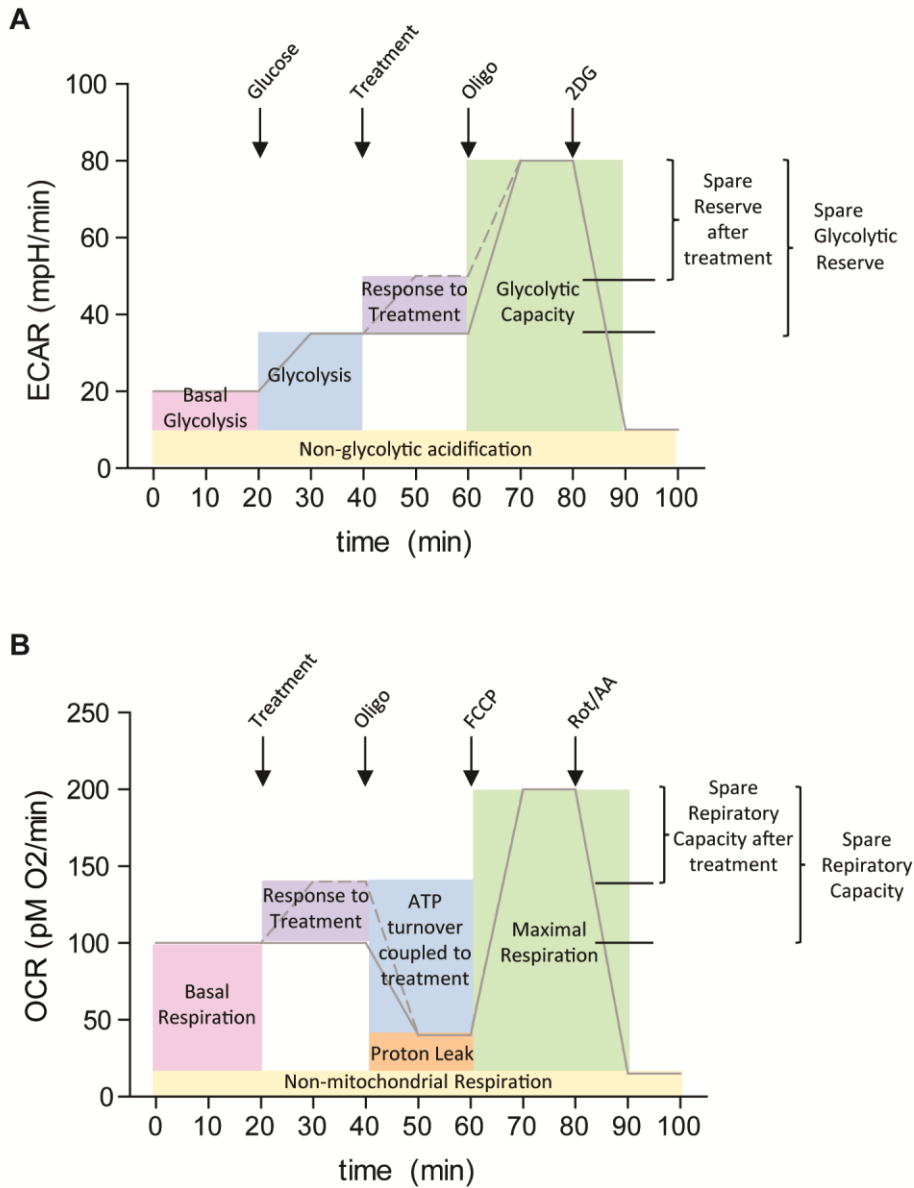 A
Glucose
Treatment
Oligo
2DG
100
80
60
40
20
0
ECAR (mpH/min)
Basal
Glycolysis
Glycolysis
Response to
Treatment
Glycolytic
Capacity
Non-glycolytic acidification
Spare
Reserve
after
treatment
Spare
Glycolytic
Reserve
0 10 20 30 40 50 60 70 80 90 100
time (min)
B
Treatment
Oligo
FCCP
Rot/AA
250
200
150
100
50
0
OCR (pM O2/min)
Basal
Respiration
Response to
Treatment
ATP
turnover
coupled to
treatment
Proton Leak
Maximal
Respiration
Non-mitochondrial Respiration
Spare
Repiratory
Capacity after
treatment
Spare
Repiratory
Capacity
0 10 20 30 40 50 60 70 80 90 100
time (min)